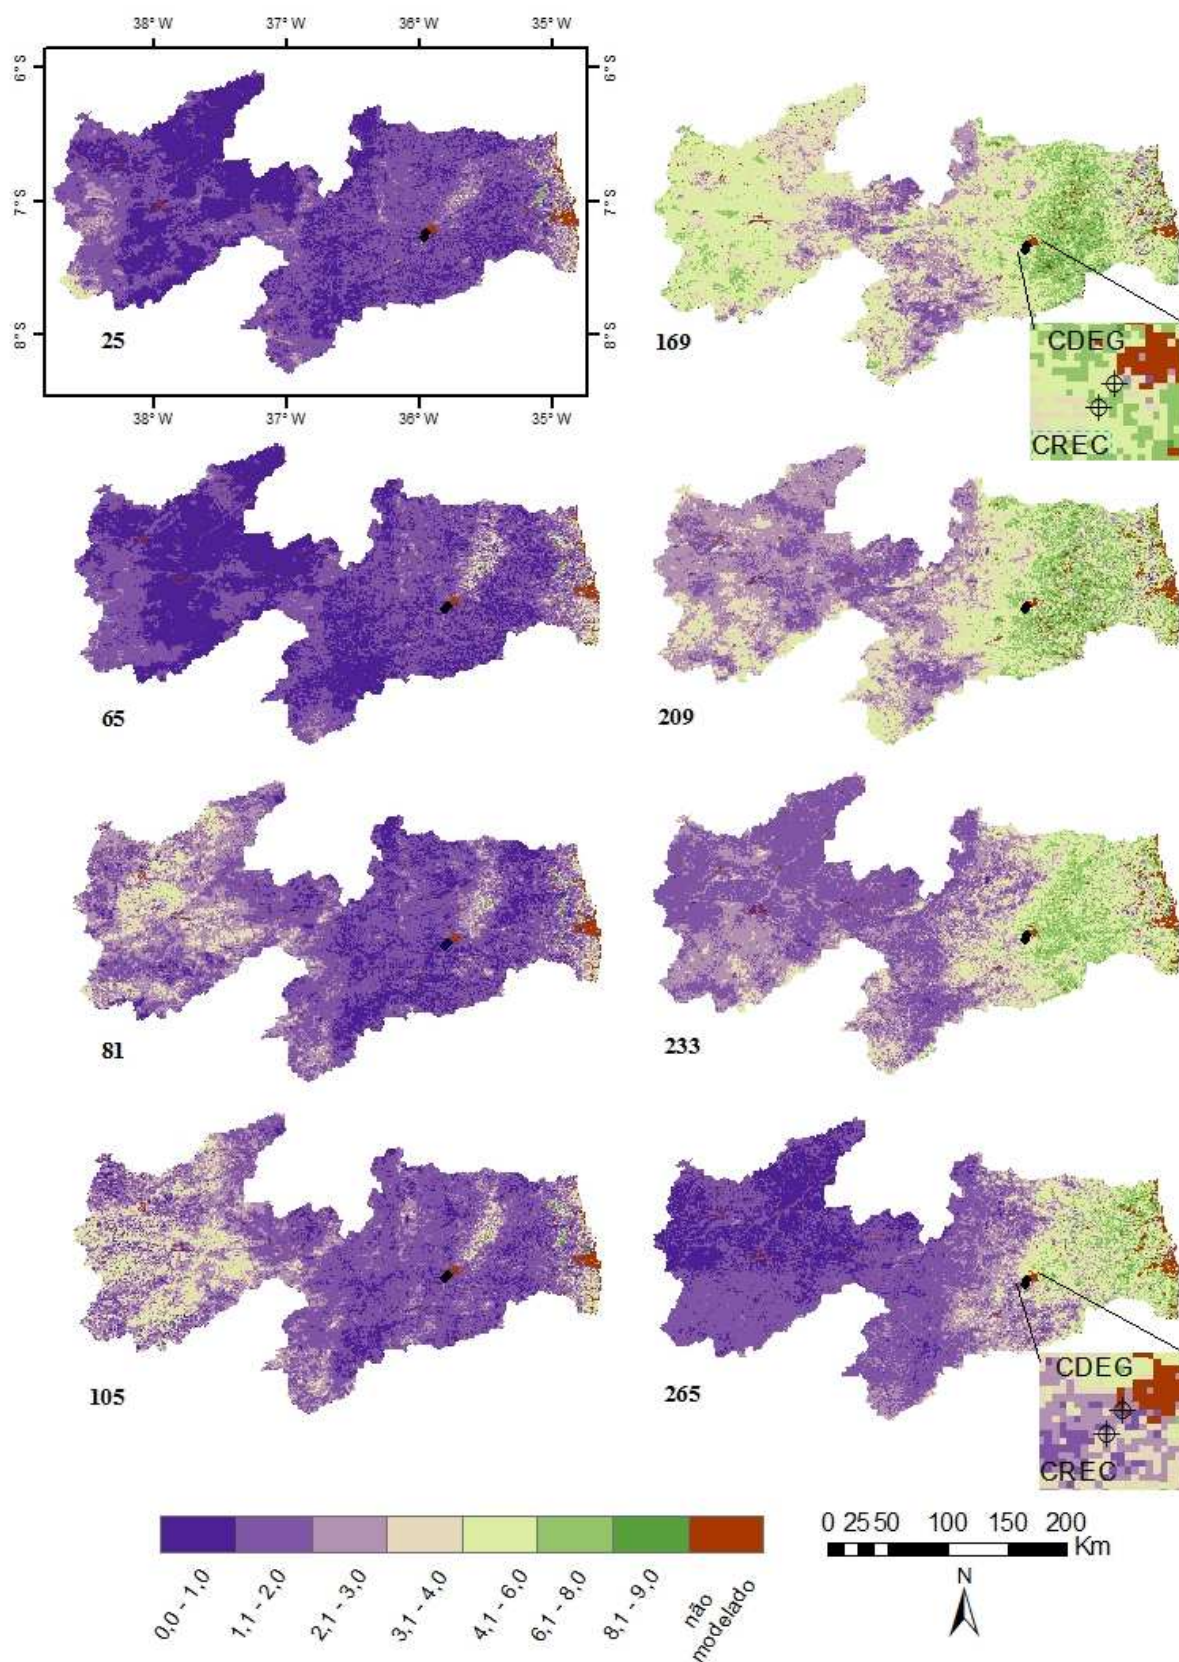 38° W
37° W
36° W
35° W
6° S
6° S
7° S
7° S
8° S
8° S
25
38° W
37° W
36° W
35° W
169
CDEG
CREC
65
209
81
233
105
265
CDEG
CREC
0,0 - 1,0
1,1 - 2,0
2,1 - 3,0
3,1 - 4,0
4,1 - 6,0
6,1 - 8,0
8,1 - 9,0
não
modelado
0 25 50 100 150 200
Km
N